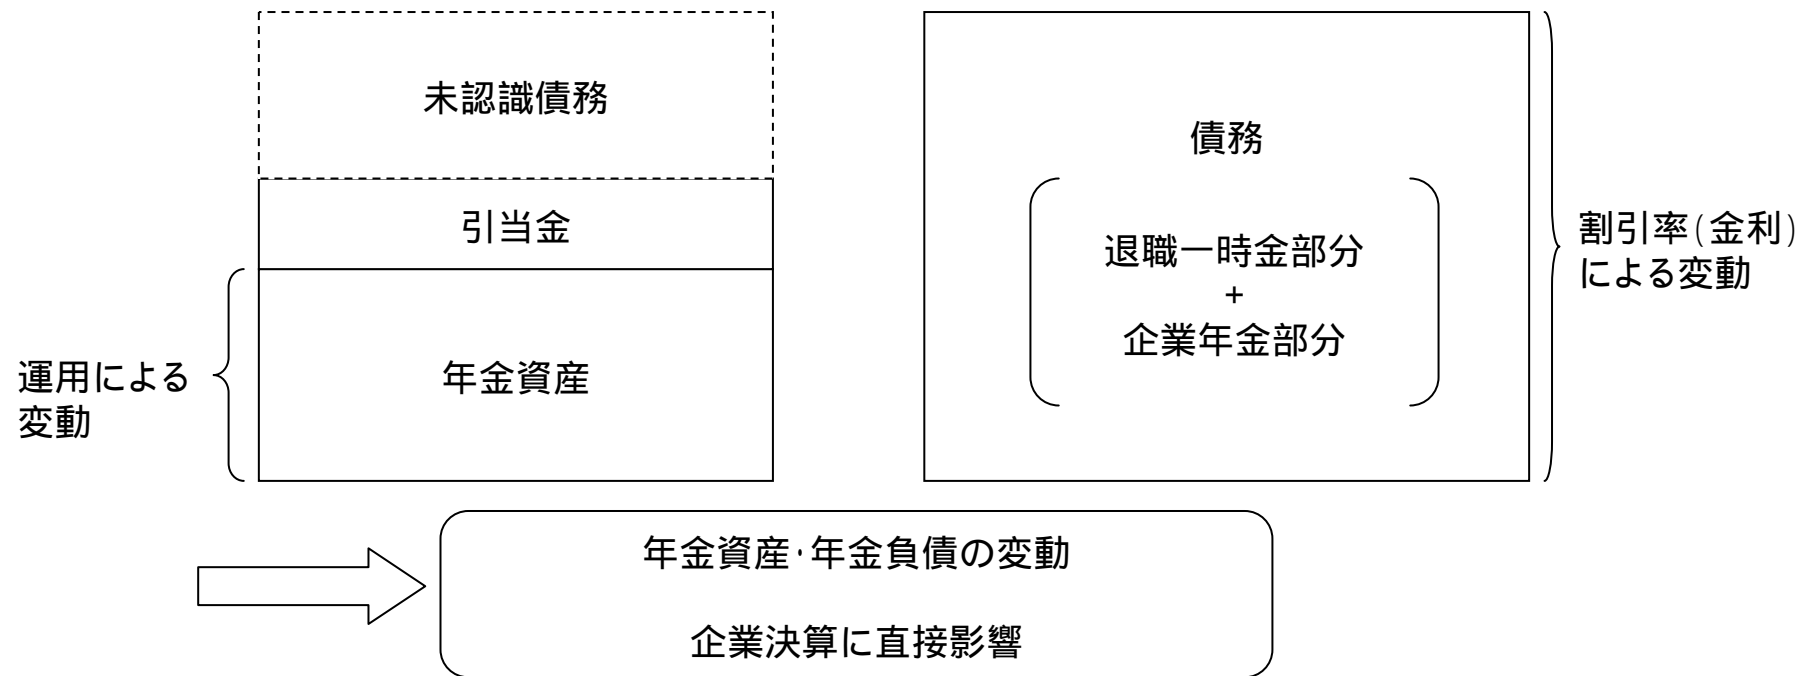 未認識債務
引当金
年金資産
運用による
変動
債務
退職一時金部分
+
企業年金部分
割引率(金利)
による変動
年金資産·年金負債の変動
企業決算に直接影響